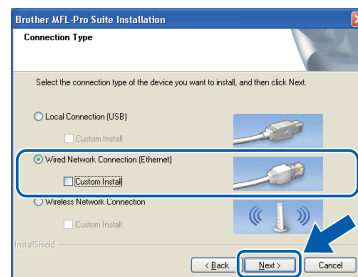 Brother MFL-Pro Suite Installation
Connection Type
Select the connection type of the device you want to install, and then click Next.
Local Connection (USB)
Custom Install
Wired Network Connection (Ethernet)
Custom Install
Wireless Network Connection
Custom Install
InstallShield
< Back
Next >
Cancel